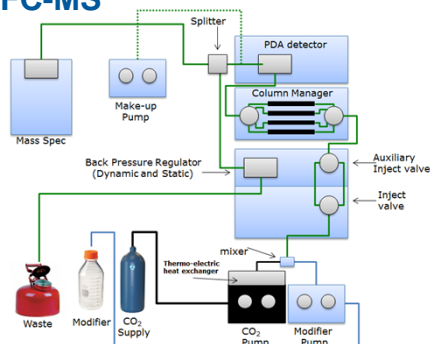 FC-MS
Splitter
PDA detector
Column Manager
Mass Spec
Make-up
Pump
Back Pressure Regulator
(Dynamic and Static)
Auxiliary
Inject valve
Inject
valve
mixer
Thermo-electric
heat exchanger
Waste
Modifier
CO2
Supply
CO2
Pump
Modifier
Pump